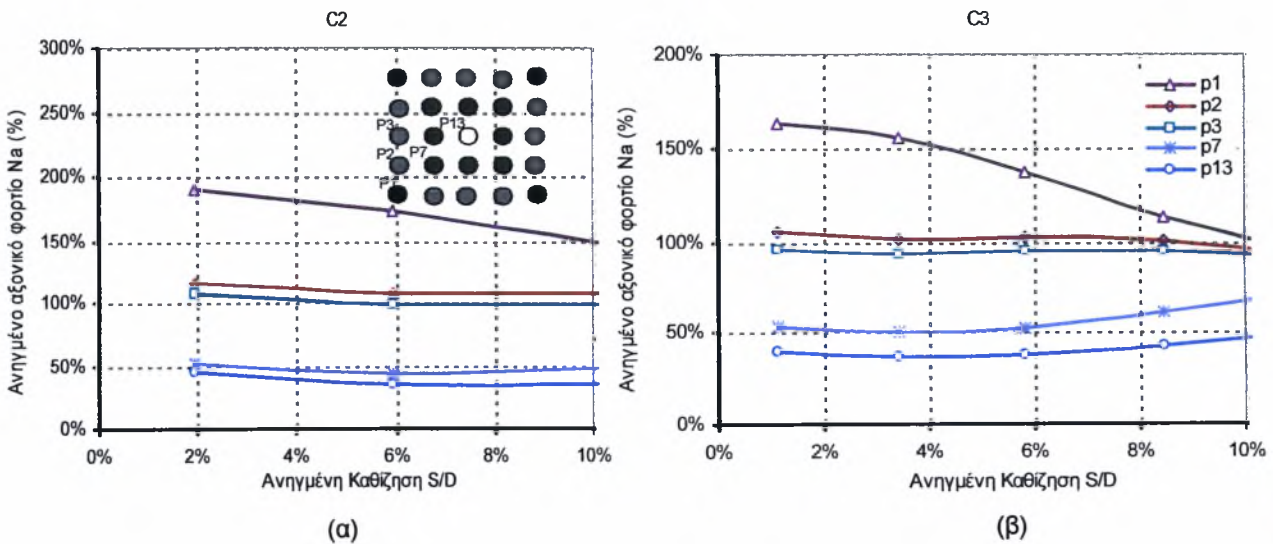 C2
300%
250%
200%
150%
100%
50%
0%
0% 2% 4% 6% 8% 10%
Ανηγμένο αξονικό φορτίο Na (%)
Ανηγμένη Καθίζηση S/D
P3 P13
P2 P7
P1
(α)
C3
200%
150%
100%
50%
0%
0% 2% 4% 6% 8% 10%
Ανηγμένο αξονικό φορτίο Na (%)
Ανηγμένη Καθίζηση S/D
p1
p2
p3
p7
p13
(β)